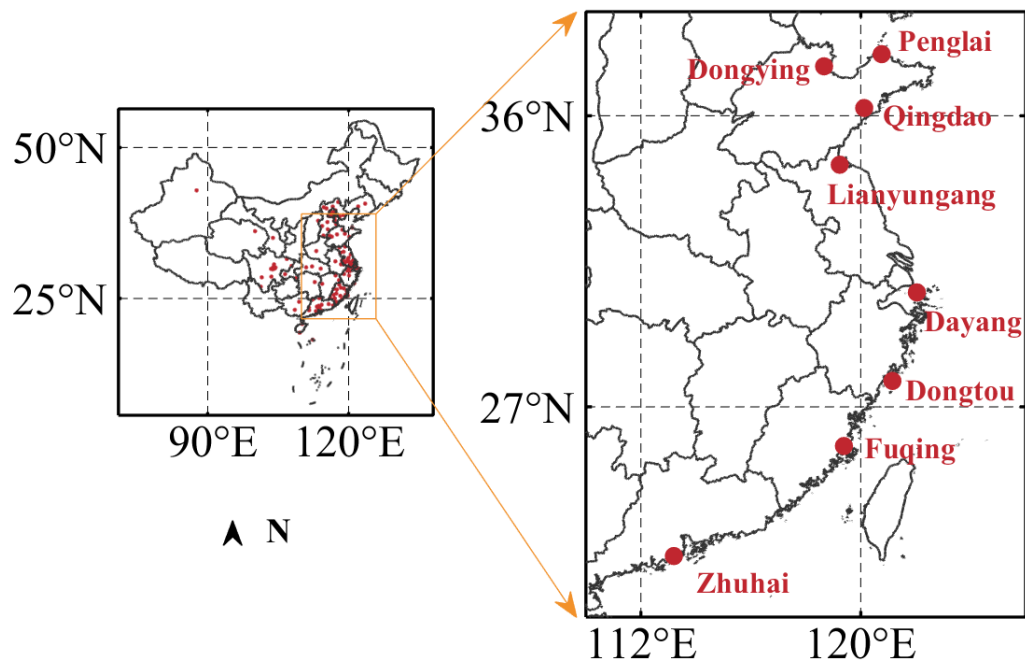 50°N
25°N
90°E
120°E
N
Penglai
Dongying
36°N
Qingdao
Lianyungang
Dayang
Dongtou
27°N
Fuqing
Zhuhai
112°E
120°E